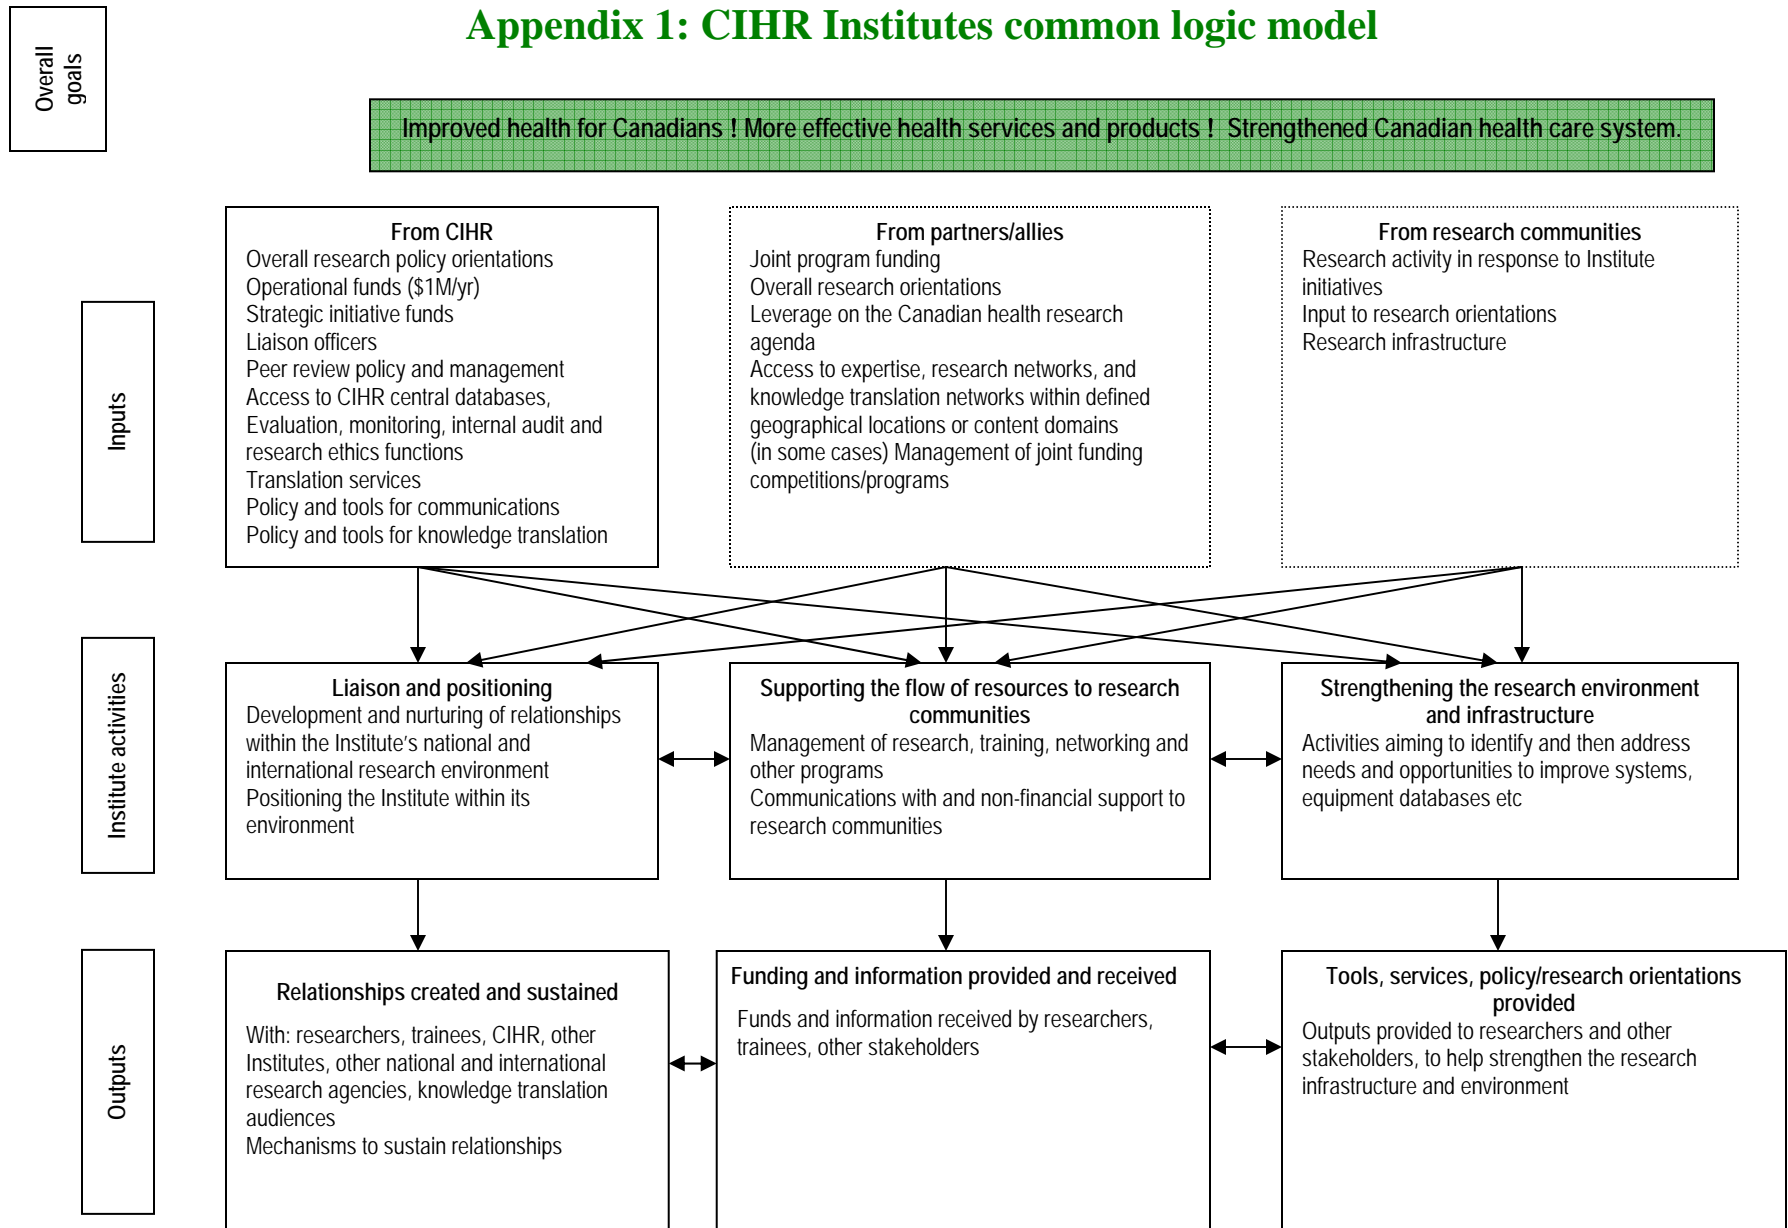 Appendix 1: CIHR Institutes common logic model
Overall
goals
Improved health for Canadians ! More effective health services and products !  Strengthened Canadian health care system.
Inputs
From CIHR
Overall research policy orientations
Operational funds ($1M/yr)
Strategic initiative funds
Liaison officers
Peer review policy and management
Access to CIHR central databases,
Evaluation, monitoring, internal audit and
research ethics functions
Translation services
Policy and tools for communications
Policy and tools for knowledge translation
From partners/allies
Joint program funding
Overall research orientations
Leverage on the Canadian health research
agenda
Access to expertise, research networks, and
knowledge translation networks within defined
geographical locations or content domains
(in some cases) Management of joint funding
competitions/programs
From research communities
Research activity in response to Institute
initiatives
Input to research orientations
Research infrastructure
Institute activities
Liaison and positioning
Development and nurturing of relationships
within the Institute's national and
international research environment
Positioning the Institute within its
environment
Supporting the flow of resources to research
communities
Management of research, training, networking and
other programs
Communications with and non-financial support to
research communities
Strengthening the research environment
and infrastructure
Activities aiming to identify and then address
needs and opportunities to improve systems,
equipment databases etc
Outputs
Relationships created and sustained
With: researchers, trainees, CIHR, other
Institutes, other national and international
research agencies, knowledge translation
audiences
Mechanisms to sustain relationships
Funding and information provided and received
Funds and information received by researchers,
trainees, other stakeholders
Tools, services, policy/research orientations
provided
Outputs provided to researchers and other
stakeholders, to help strengthen the research
infrastructure and environment